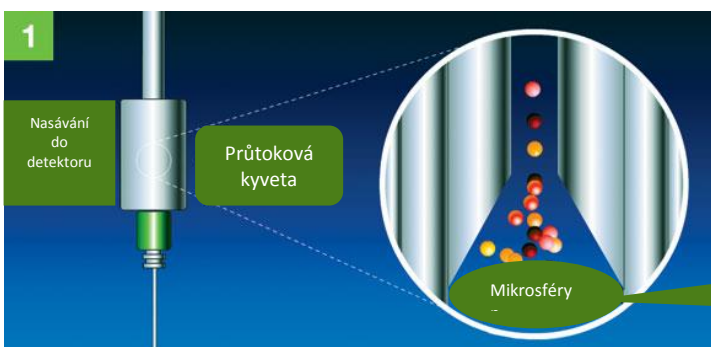 1
Nasávání
do
detektoru
Průtoková
kyveta
Mikrosféry